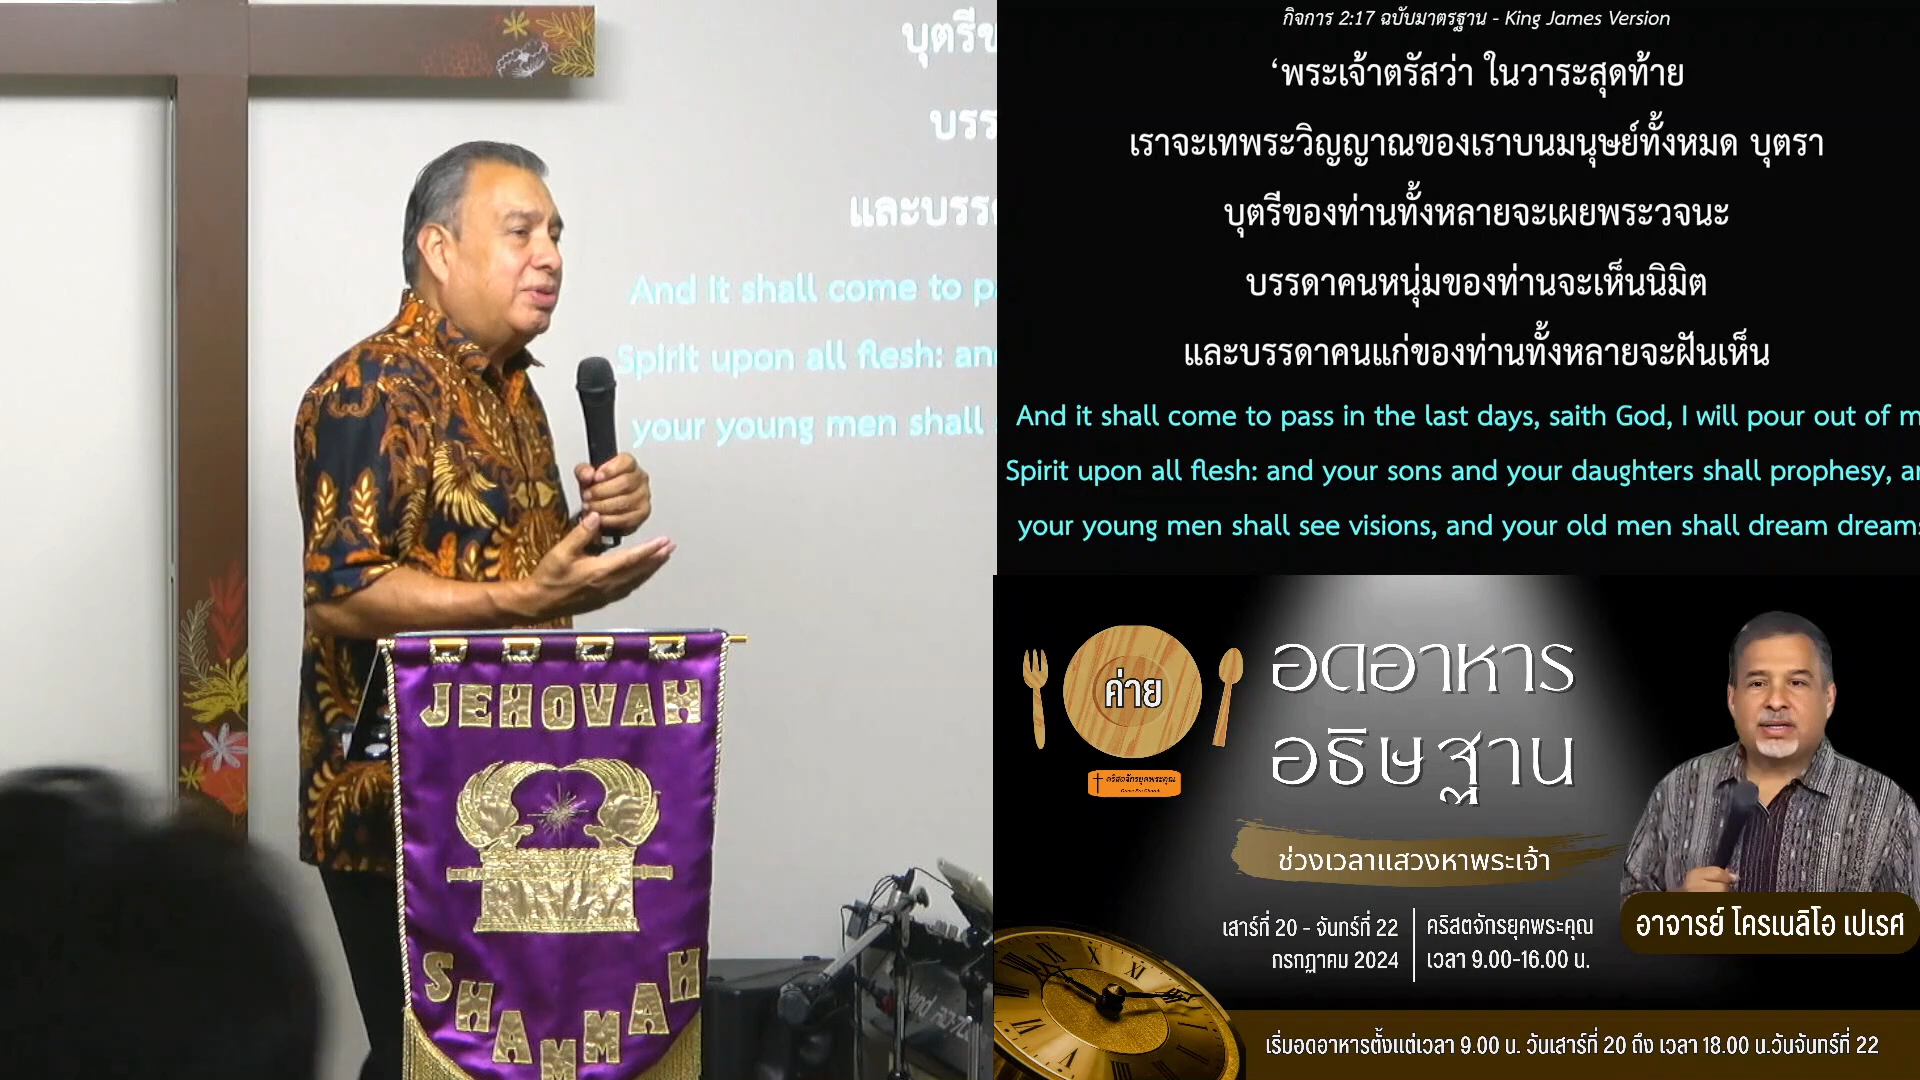 บุตรีข
บรร
และบรร
And it shall come to p
Spirit upon all flesh: an
your young men shall
JEHOVAH
SHAMMAH
กิจการ 2:17 ฉบับมาตรฐาน - King James Version
‘พระเจ้าตรัสว่า ในวาระสุดท้าย
เราจะเทพระวิญญาณของเราบนมนุษย์ทั้งหมด บุตรา
บุตรีของท่านทั้งหลายจะเผยพระวจนะ
บรรดาคนหนุ่มของท่านจะเห็นนิมิต
และบรรดาคนแก่ของท่านทั้งหลายจะฝันเห็น
And it shall come to pass in the last days, saith God, I will pour out of m
Spirit upon all flesh: and your sons and your daughters shall prophesy, a
your young men shall see visions, and your old men shall dream dreams
ค่าย
คริสตจักรยุคพระคุณ
อดอาหาร
อธิษฐาน
ช่วงเวลาแสวงหาพระเจ้า
เสาร์ที่ 20 - จันทร์ที่ 22
กรกฎาคม 2024
คริสตจักรยุคพระคุณ
เวลา 9.00-16.00 น.
อาจารย์ โครเนลิโอ เปเรศ
เริ่มอดอาหารตั้งแต่เวลา 9.00 น. วันเสาร์ที่ 20 ถึง เวลา 18.00 น.วันจันทร์ที่ 22